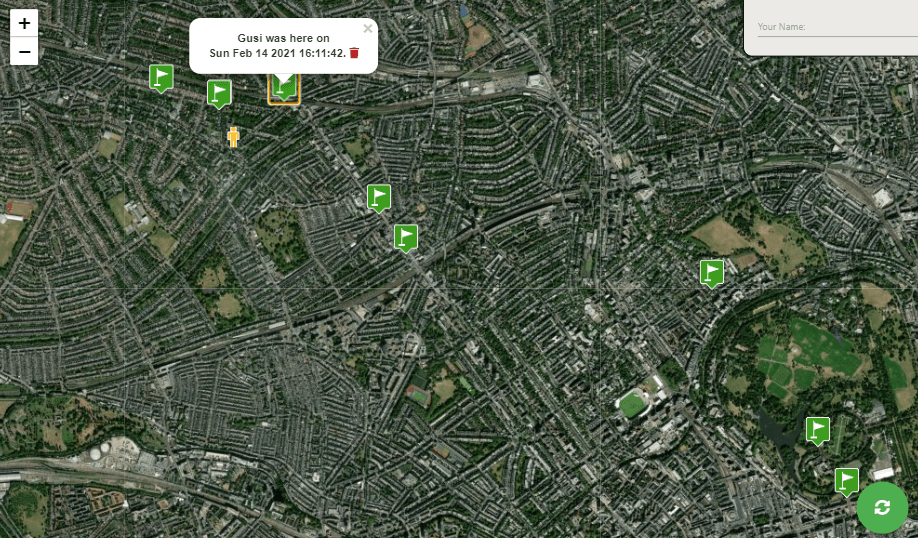 +
−
Gusi was here on
Sun Feb 14 2021 16:11:42.
×
Your Name: